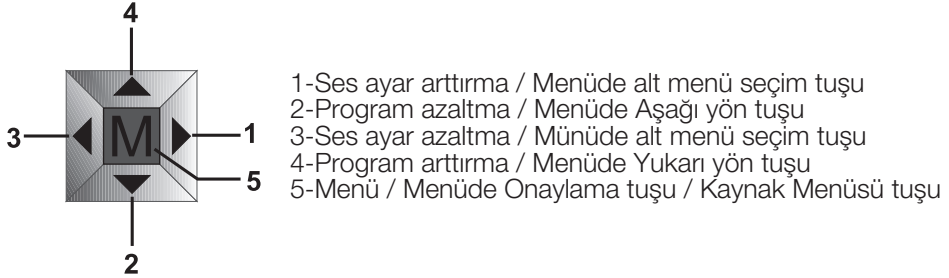 4
3
M
1
5
2
1-Ses ayar arttırma / Menüde alt menü seçim tuşu
2-Program azaltma / Menüde Aşağı yön tuşu
3-Ses ayar azaltma / Münüde alt menü seçim tuşu
4-Program arttırma / Menüde Yukarı yön tuşu
5-Menü / Menüde Onaylama tuşu / Kaynak Menüsü tuşu